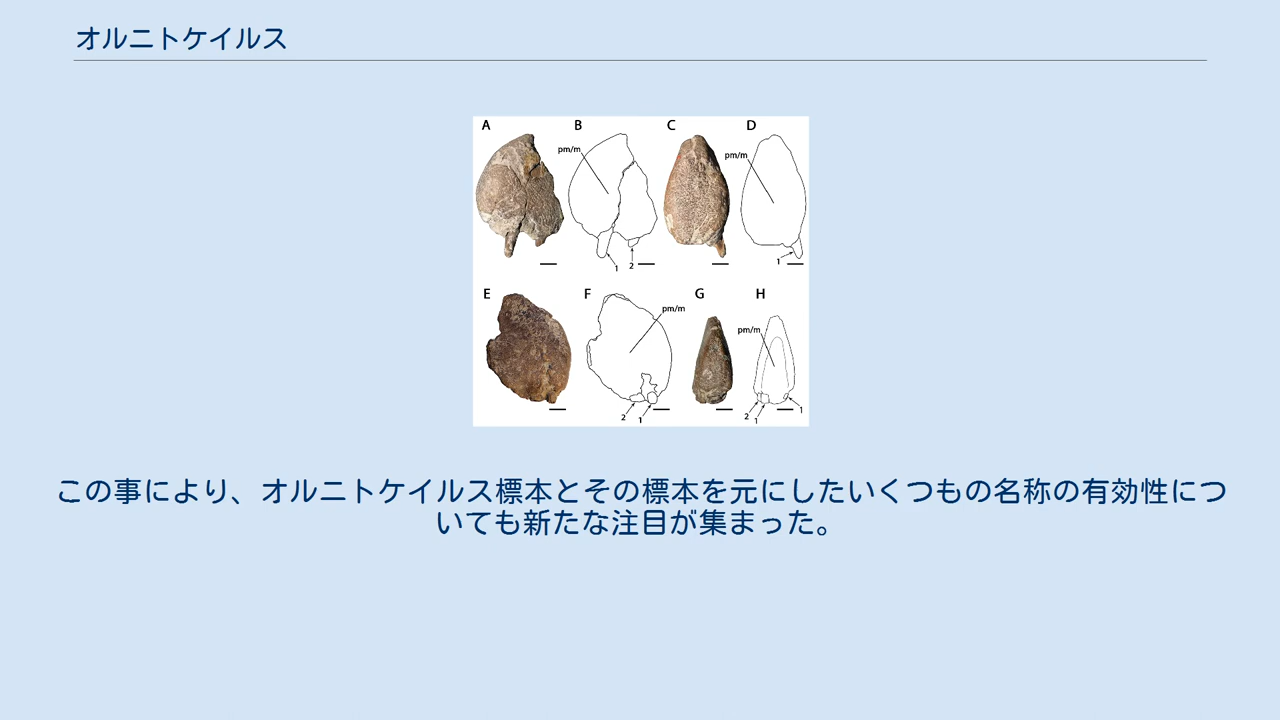 オルニトケイルス
A B C D
pm/m pm/m
1 2 1
E F G H
pm/m pm/m
2 1 2 1 1
この事により、オルニトケイルス標本とその標本を元にしたいくつもの名称の有効性につ
いても新たな注目が集まった。